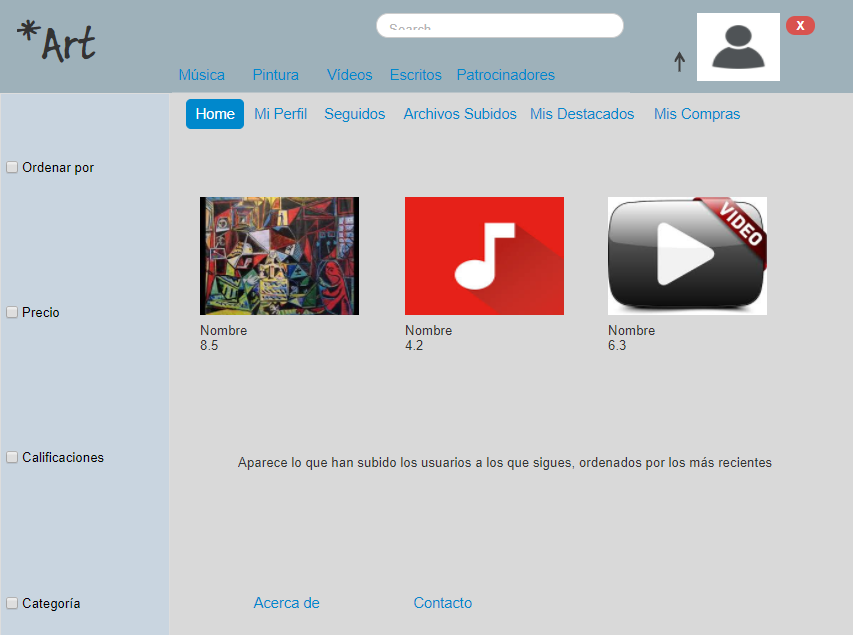 *Art
Search
X
Música Pintura Vídeos Escritos Patrocinadores
Home Mi Perfil Seguidos Archivos Subidos Mis Destacados Mis Compras
Ordenar por
VIDEO
Precio
Nombre Nombre Nombre
8.5 4.2 6.3
Calificaciones
Aparece lo que han subido los usuarios a los que sigues, ordenados por los más recientes
Categoría
Acerca de Contacto